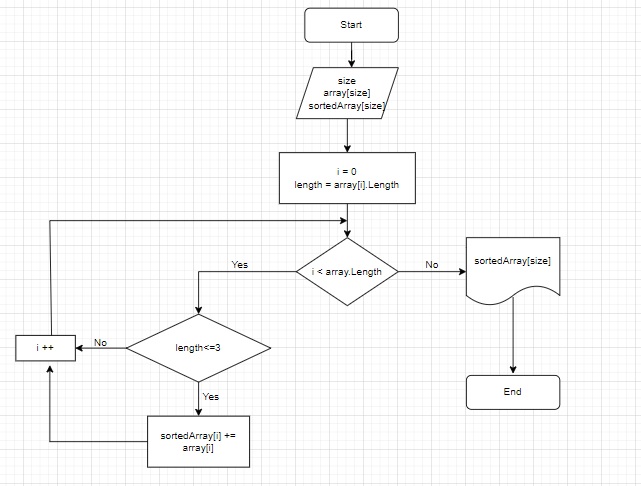 Start
size
array[size]
sortedArray[size]
i = 0
length = array[i].Length
i < array.Length
Yes
No
sortedArray[size]
length<=3
No
i ++
Yes
End
sortedArray[i] +=
array[i]